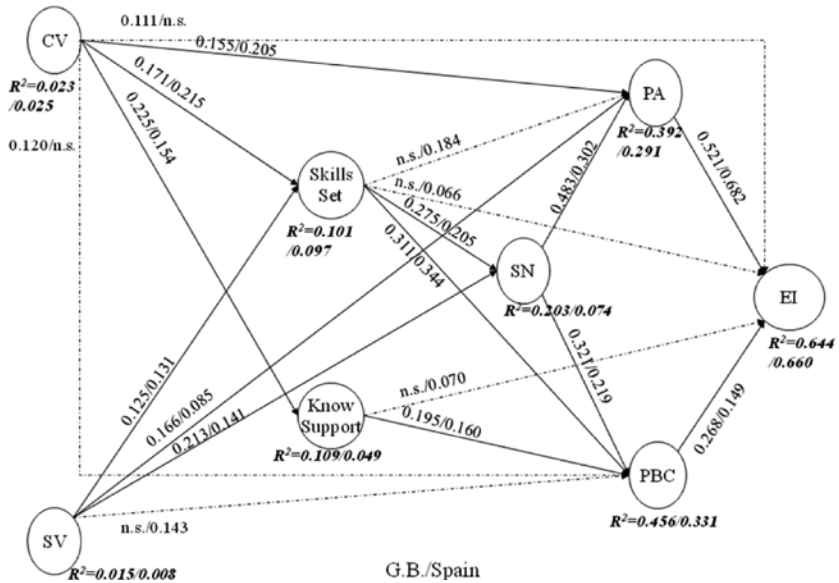 0.111/n.s.
CV
0.155/0.205
R²=0.023
/0.025
0.171/0.215
0.225/0.154
PA
R²=0.392
/0.291
0.120/n.s.
n.s./0.184
Skills
Set
R²=0.101
/0.097
n.s./0.066
0.483/0.302
0.521/0.682
0.275/0.205
0.311/0.344
SN
R²=0.203/0.074
EI
R²=0.644
/0.660
0.125/0.131
0.166/0.085
0.213/0.141
0.321/0.219
n.s./0.070
Know
Support
0.195/0.160
R²=0.109/0.049
0.268/0.149
PBC
R²=0.456/0.331
SV
n.s./0.143
R²=0.015/0.008
G.B./Spain